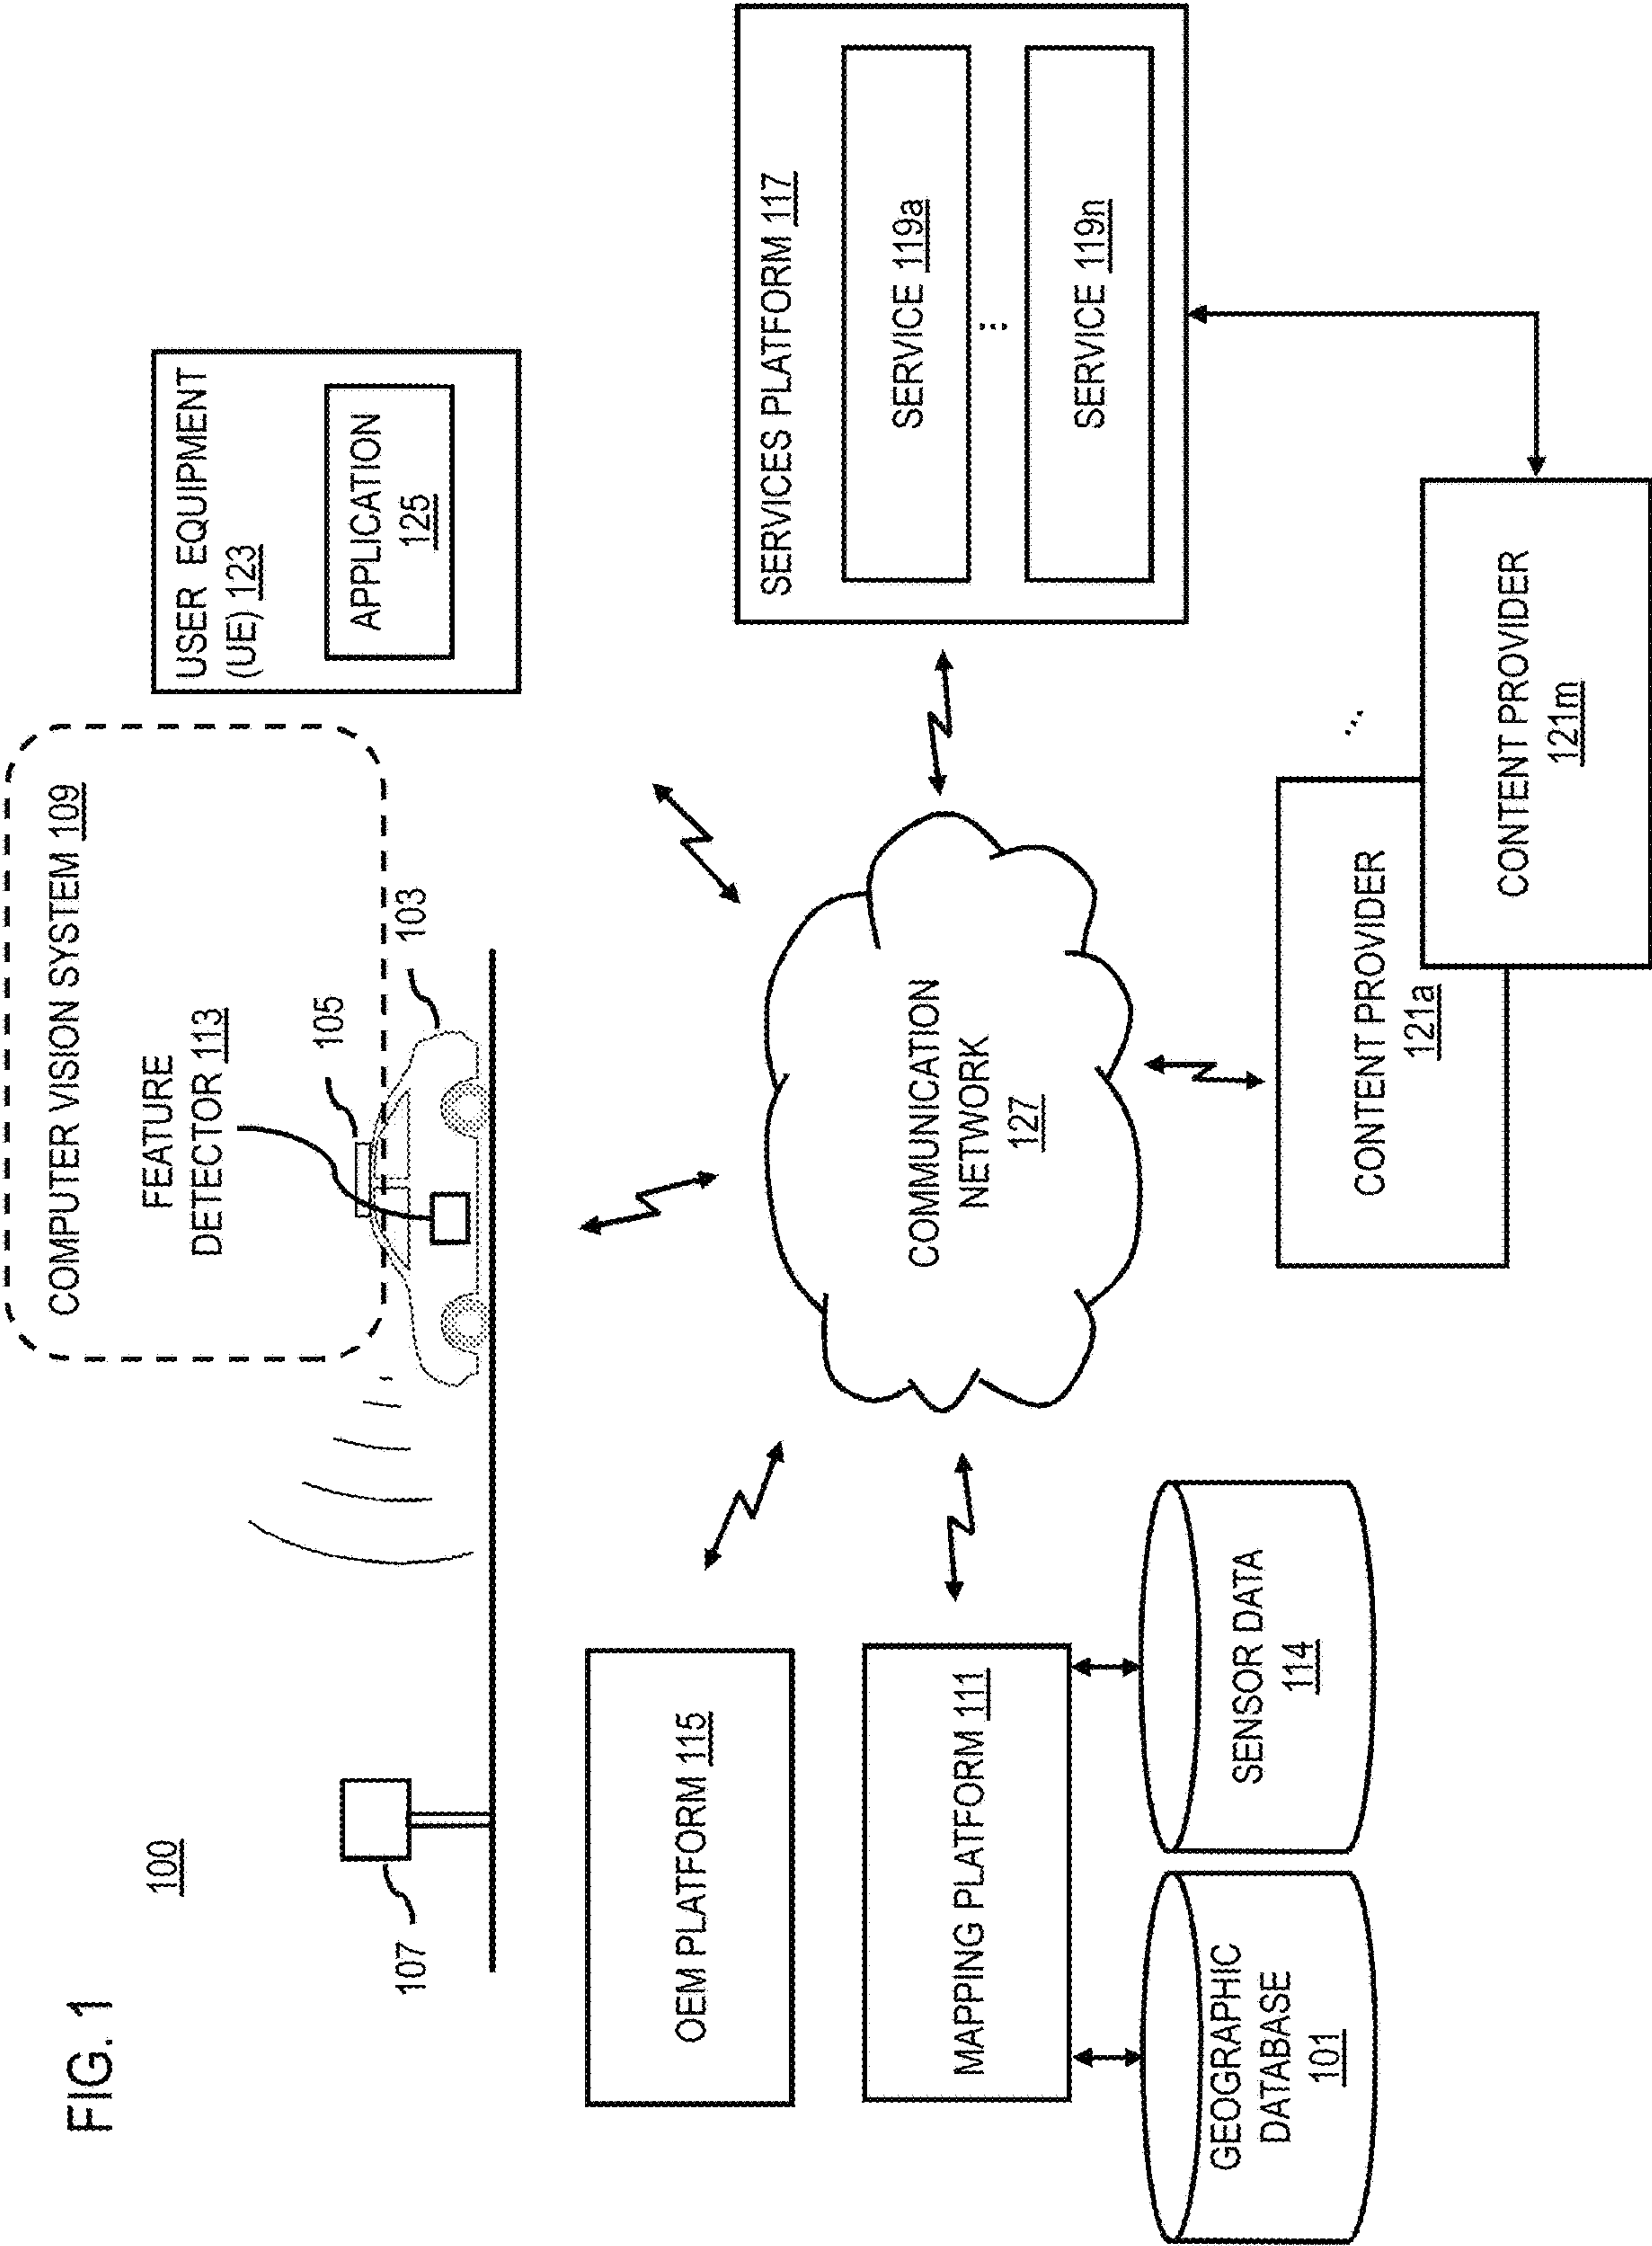 FIG. 1
100
COMPUTER VISION SYSTEM 109
FEATURE
DETECTOR 113
105
103
107
USER EQUIPMENT
(UE) 123
APPLICATION
125
OEM PLATFORM 115
MAPPING PLATFORM 111
GEOGRAPHIC
DATABASE
101
SENSOR DATA
114
COMMUNICATION
NETWORK
127
SERVICES PLATFORM 117
SERVICE 119a
...
SERVICE 119n
CONTENT PROVIDER
121a
...
CONTENT PROVIDER
121m